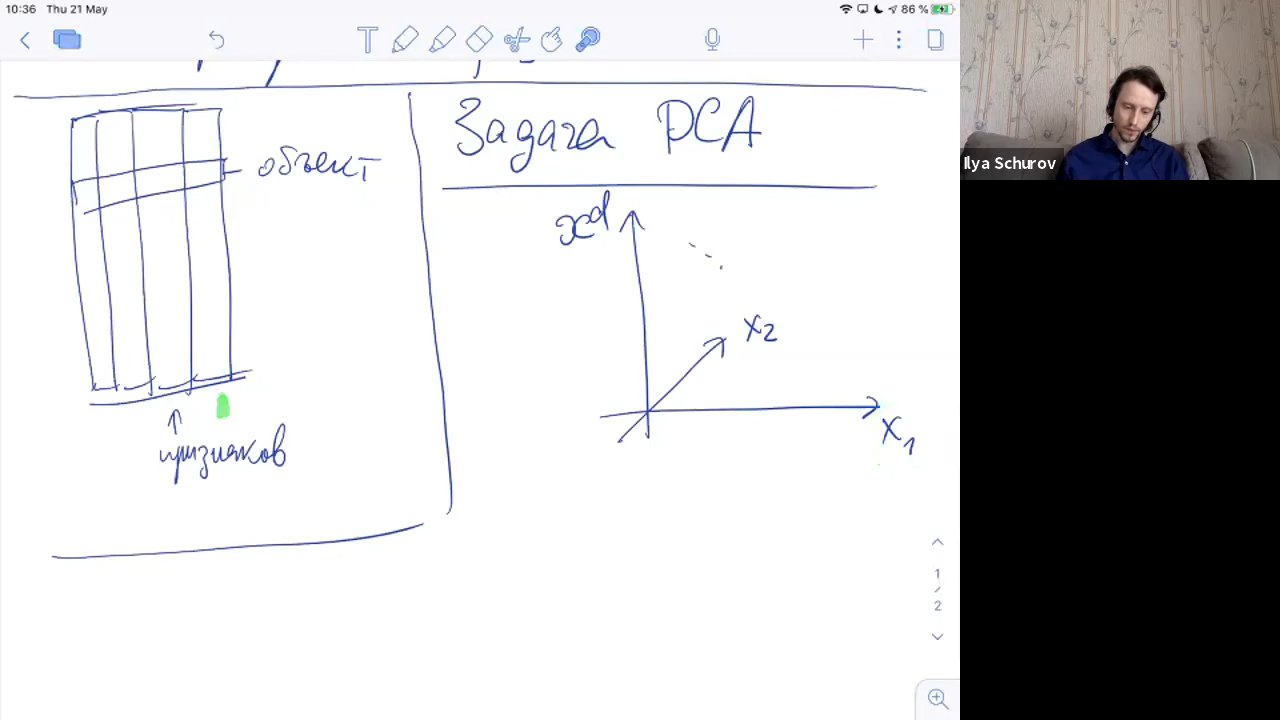 10:36 Thu 21 May
86 %
T
Задача PCA
объект
x^d
x_2
x_1
признаков
Ilya Schurov
1
/
2